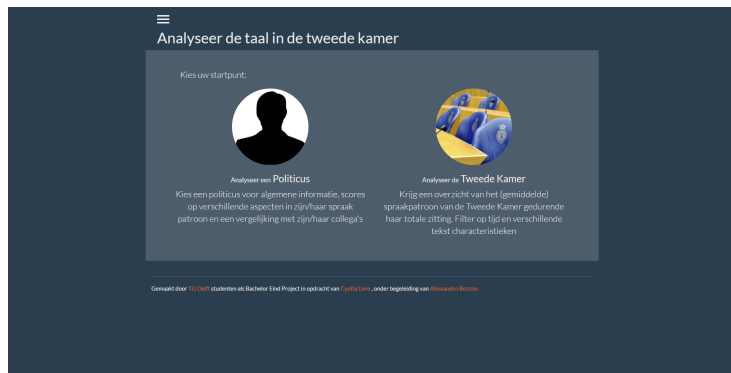 Analyseer de taal in de tweede kamer
Kies uw startpunt:
Analyseer een Politicus
Kies een politicus voor algemene informatie, scores
op verschillende aspecten in zijn/haar spraak
patroon en een vergelijking met zijn/haar collega's
Analyseer de Tweede Kamer
Krijg een overzicht van het (gemiddelde)
spraakpatroon van de Tweede Kamer gedurende
haar totale zitting. Filter op tijd en verschillende
tekst characteristieken
Gemaakt door TU Delft studenten als Bachelor Eind Project in opdracht van Cyntia Liem, onder begeleiding van Alessandro Bozzon